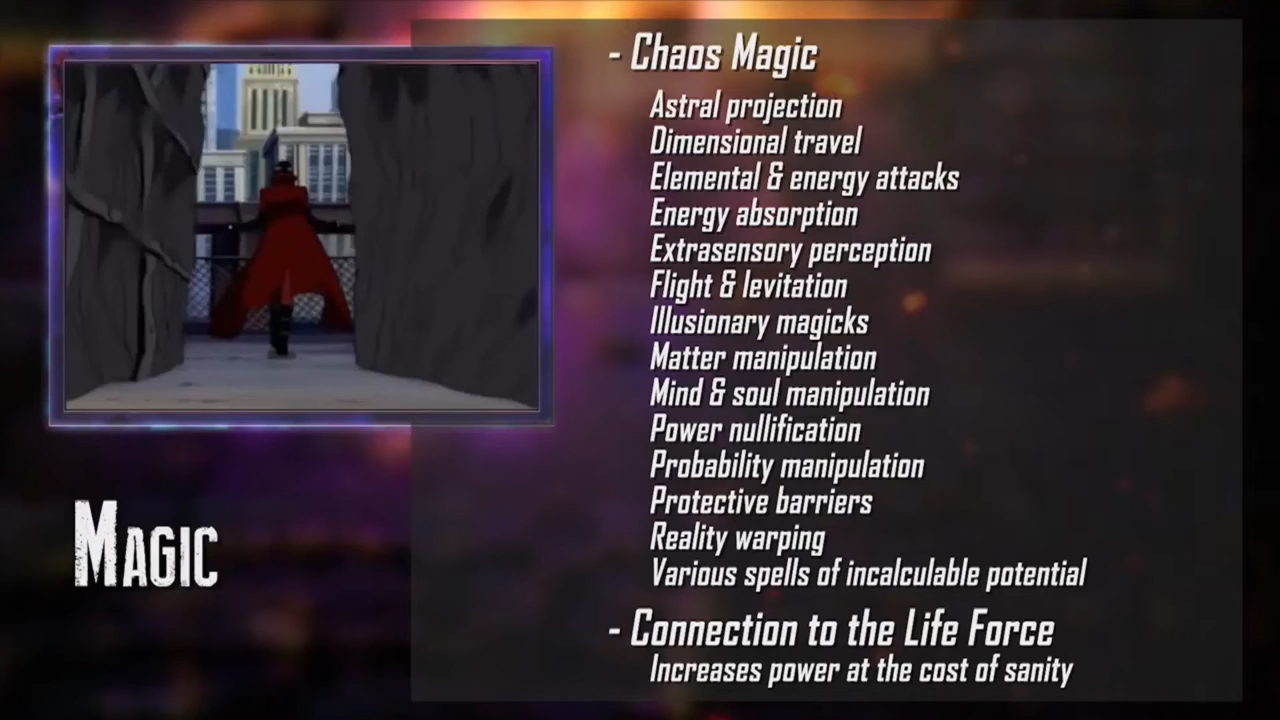 - Chaos Magic
Astral projection
Dimensional travel
Elemental & energy attacks
Energy absorption
Extrasensory perception
Flight & levitation
Illusionary magicks
Matter manipulation
Mind & soul manipulation
Power nullification
Probability manipulation
Protective barriers
Reality warping
Various spells of incalculable potential
- Connection to the Life Force
Increases power at the cost of sanity
Magic